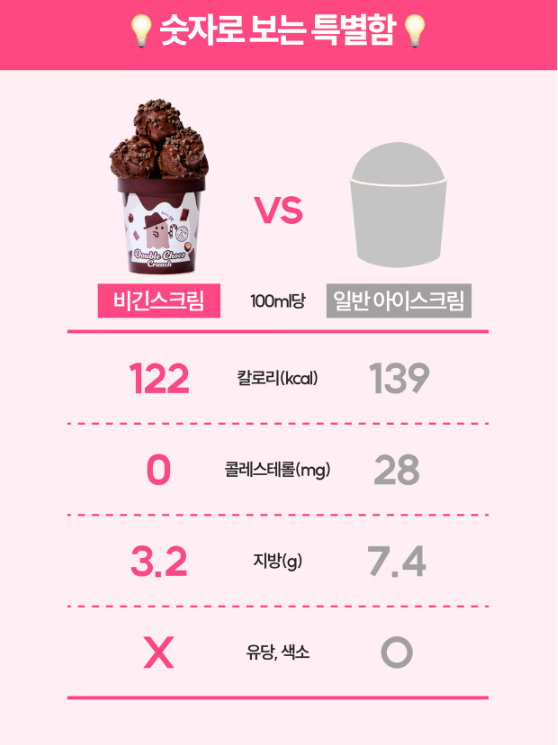 숫자로 보는 특별함
Double Choco
Crunch
VS
비긴스크림 100ml당 일반 아이스크림
122 칼로리(kcal) 139
0 콜레스테롤(mg) 28
3.2 지방(g) 7.4
X 유당, 색소 O